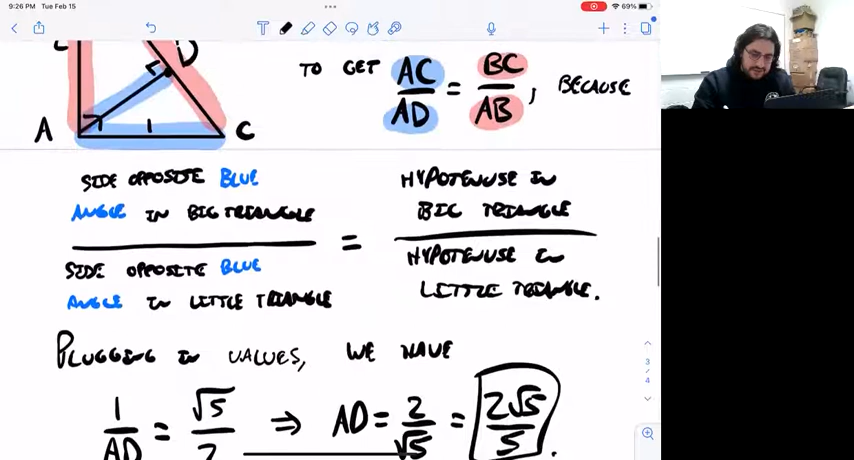 9:26 PM Tue Feb 15
69%
D
A
1
C
TO GET AC/AD = BC/AB, BECAUSE
SIDE OPPOSITE BLUE
ANGLE IN BIG TRIANGLE
SIDE OPPOSITE BLUE
ANGLE IN LITTLE TRIANGLE
=
HYPOTENUSE IN
BIG TRIANGLE
HYPOTENUSE IN
LITTLE TRIANGLE.
PLUGGING IN VALUES, WE HAVE
1/AD = √5/2 ⇒ AD = 2/√5 = 2√5/5.
3
/
4